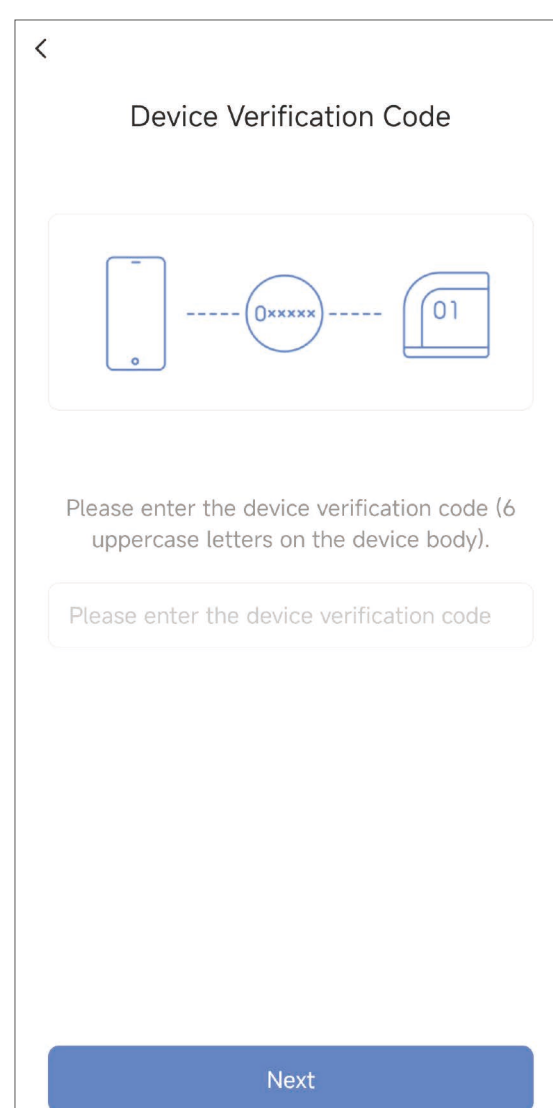 Device Verification Code
0xxxxx
01
Please enter the device verification code (6
uppercase letters on the device body).
Please enter the device verification code
Next